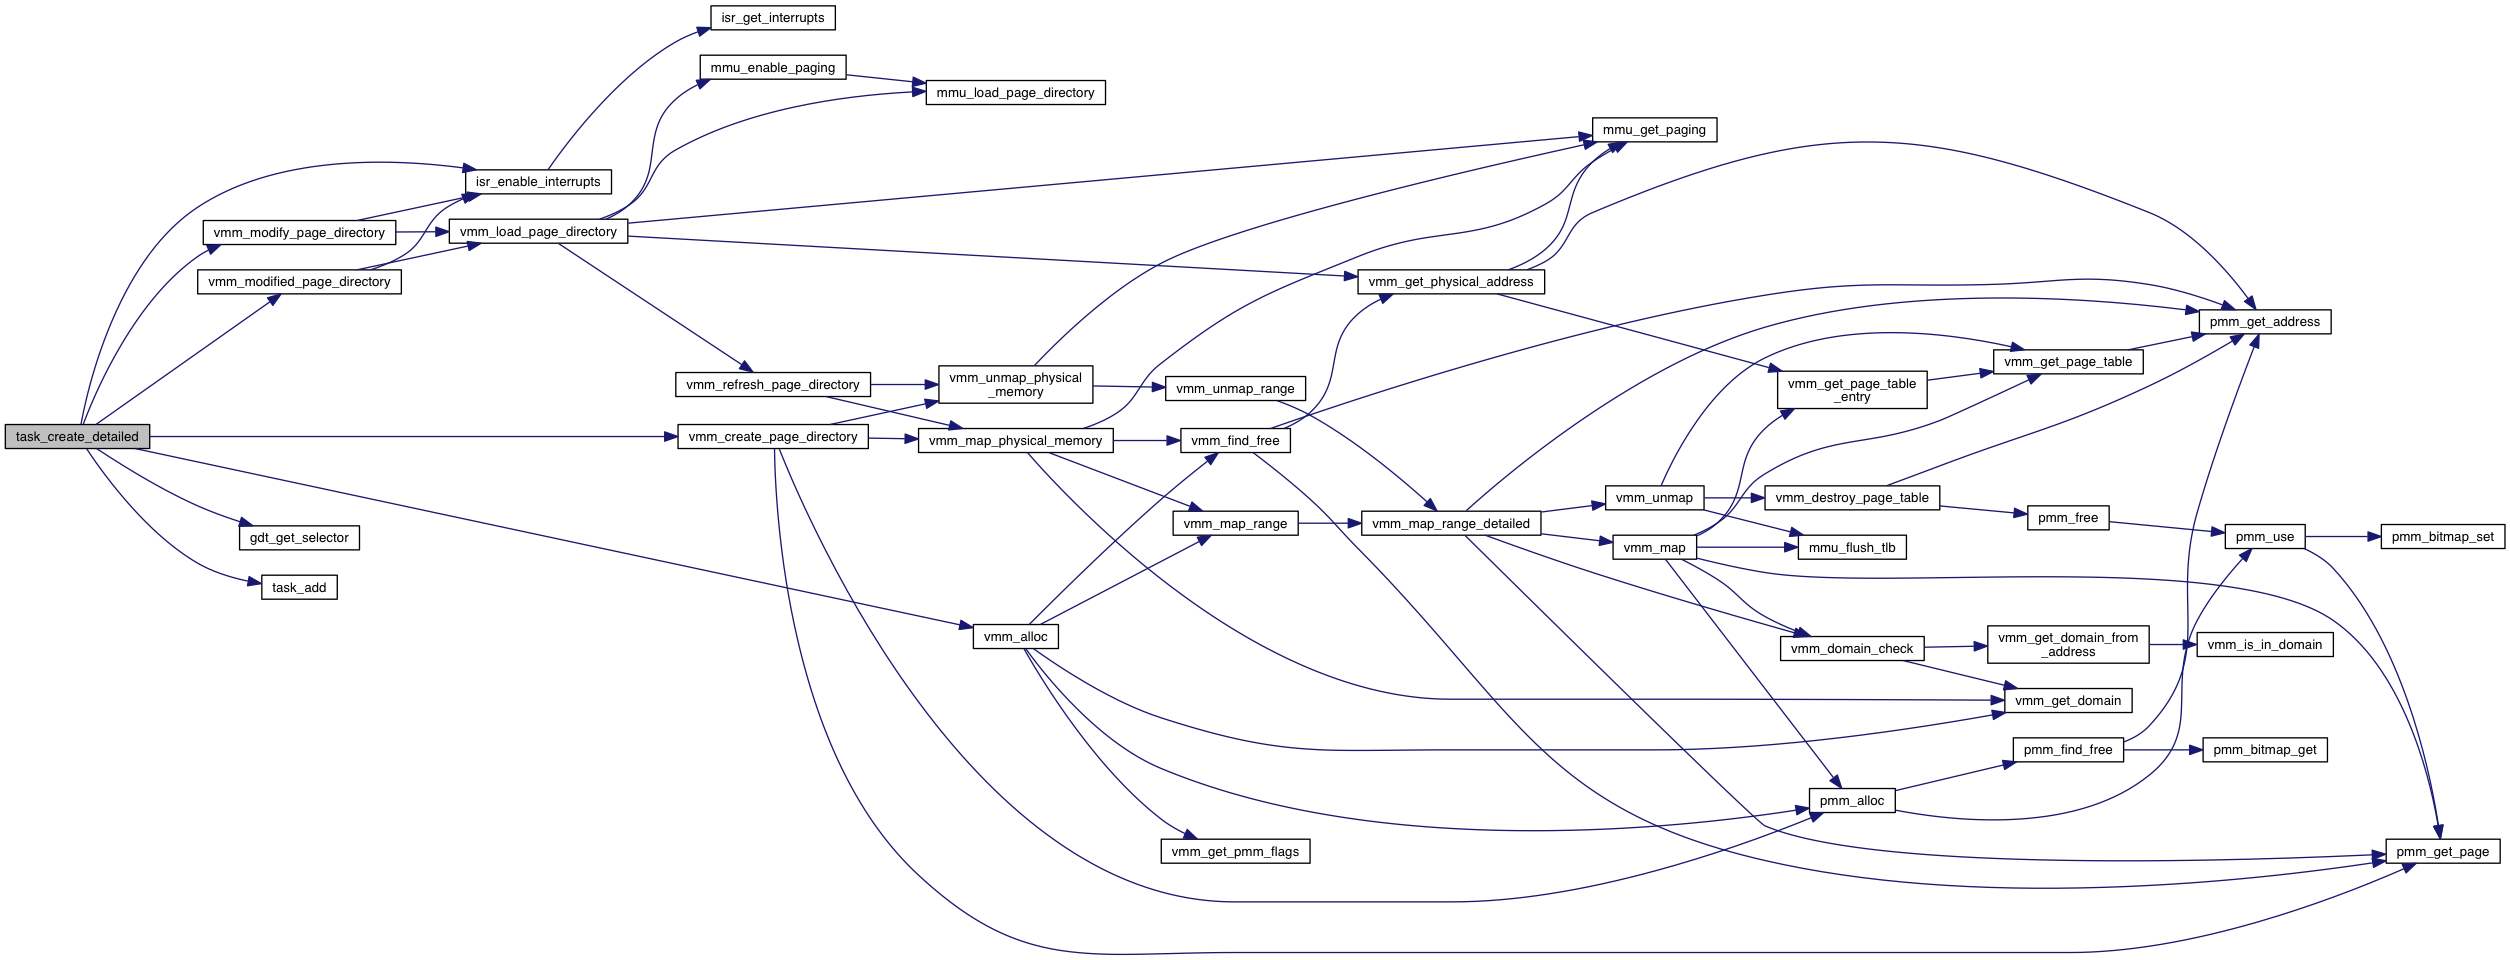 isr_get_interrupts
mmu_enable_paging
mmu_load_page_directory
mmu_get_paging
isr_enable_interrupts
vmm_modify_page_directory
vmm_load_page_directory
vmm_modified_page_directory
vmm_get_physical_address
pmm_get_address
vmm_get_page_table
vmm_refresh_page_directory
vmm_unmap_physical
_memory
vmm_unmap_range
vmm_get_page_table
_entry
task_create_detailed
vmm_create_page_directory
vmm_map_physical_memory
vmm_find_free
vmm_unmap
vmm_destroy_page_table
pmm_free
vmm_map_range
vmm_map_range_detailed
gdt_get_selector
vmm_map
mmu_flush_tlb
pmm_use
pmm_bitmap_set
task_add
vmm_alloc
vmm_domain_check
vmm_get_domain_from
_address
vmm_is_in_domain
vmm_get_domain
pmm_find_free
pmm_bitmap_get
pmm_alloc
vmm_get_pmm_flags
pmm_get_page